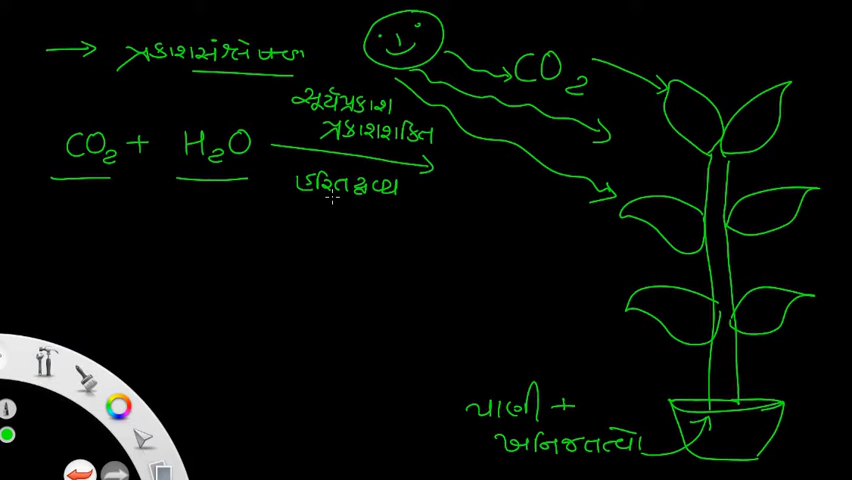 પ્રકાશસંશ્લેષણ
CO2
સૂર્યપ્રકાશ
પ્રકાશશક્તિ
CO2 + H2O
હરિતદ્રવ્ય
પાણી +
ખનિજતત્વો